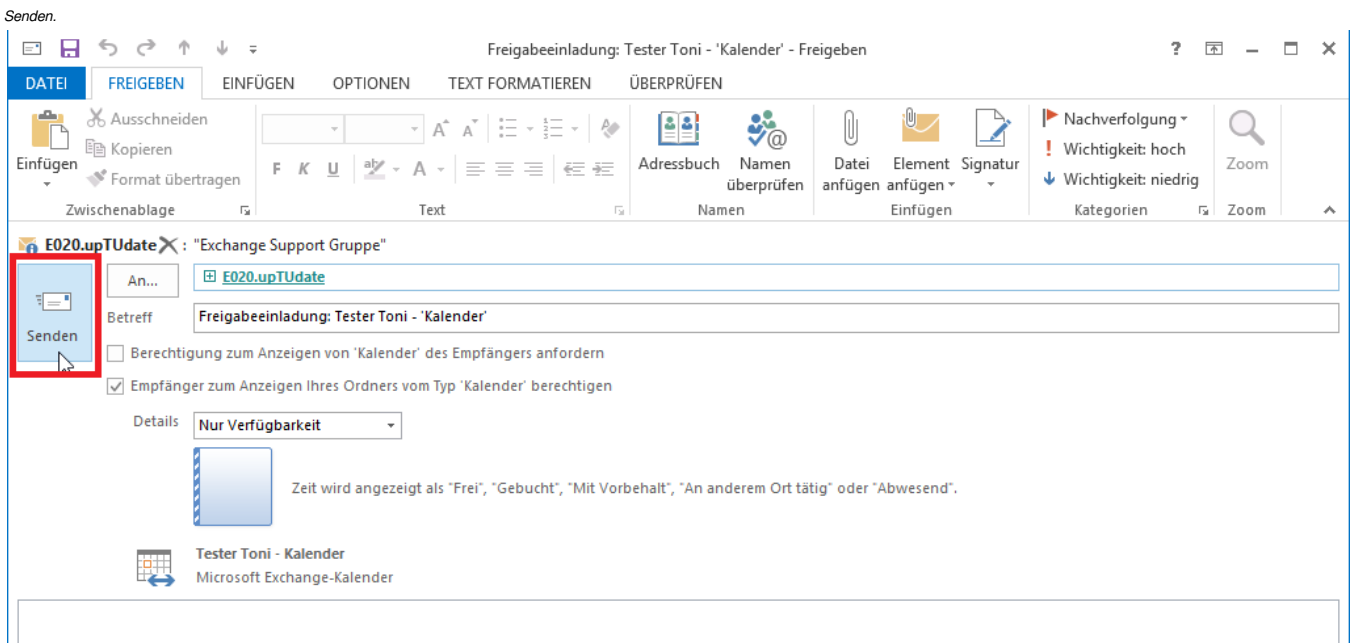 Senden.
Freigabeeinladung: Tester Toni - 'Kalender' - Freigeben ?
DATEI FREIGEBEN EINFÜGEN OPTIONEN TEXT FORMATIEREN ÜBERPRÜFEN
Einfügen
Ausschneiden
Kopieren
Format übertragen
Zwischenablage
F K U
Text
Adressbuch
Namen überprüfen
Namen
Datei anfügen
Element anfügen
Signatur
Einfügen
Nachverfolgung
Wichtigkeit: hoch
Wichtigkeit: niedrig
Kategorien
Zoom
Zoom
E020.upTUdate : "Exchange Support Gruppe"
Senden
An... E020.upTUdate
Betreff Freigabeeinladung: Tester Toni - 'Kalender'
Berechtigung zum Anzeigen von 'Kalender' des Empfängers anfordern
Empfänger zum Anzeigen Ihres Ordners vom Typ 'Kalender' berechtigen
Details Nur Verfügbarkeit
Zeit wird angezeigt als "Frei", "Gebucht", "Mit Vorbehalt", "An anderem Ort tätig" oder "Abwesend".
Tester Toni - Kalender
Microsoft Exchange-Kalender